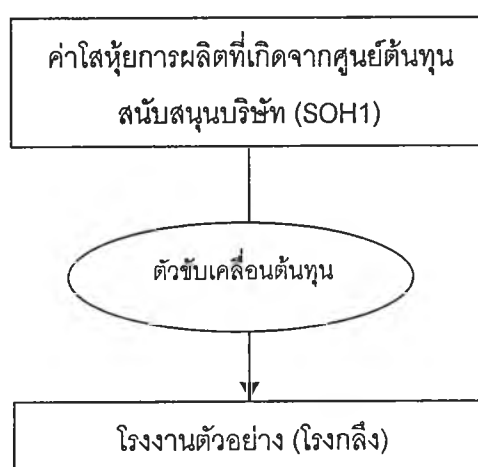 ค่าโสหุ้ยการผลิตที่เกิดจากศูนย์ต้นทุน
สนับสนุนบริษัท (SOH1)
ตัวขับเคลื่อนต้นทุน
โรงงานตัวอย่าง (โรงกลึง)